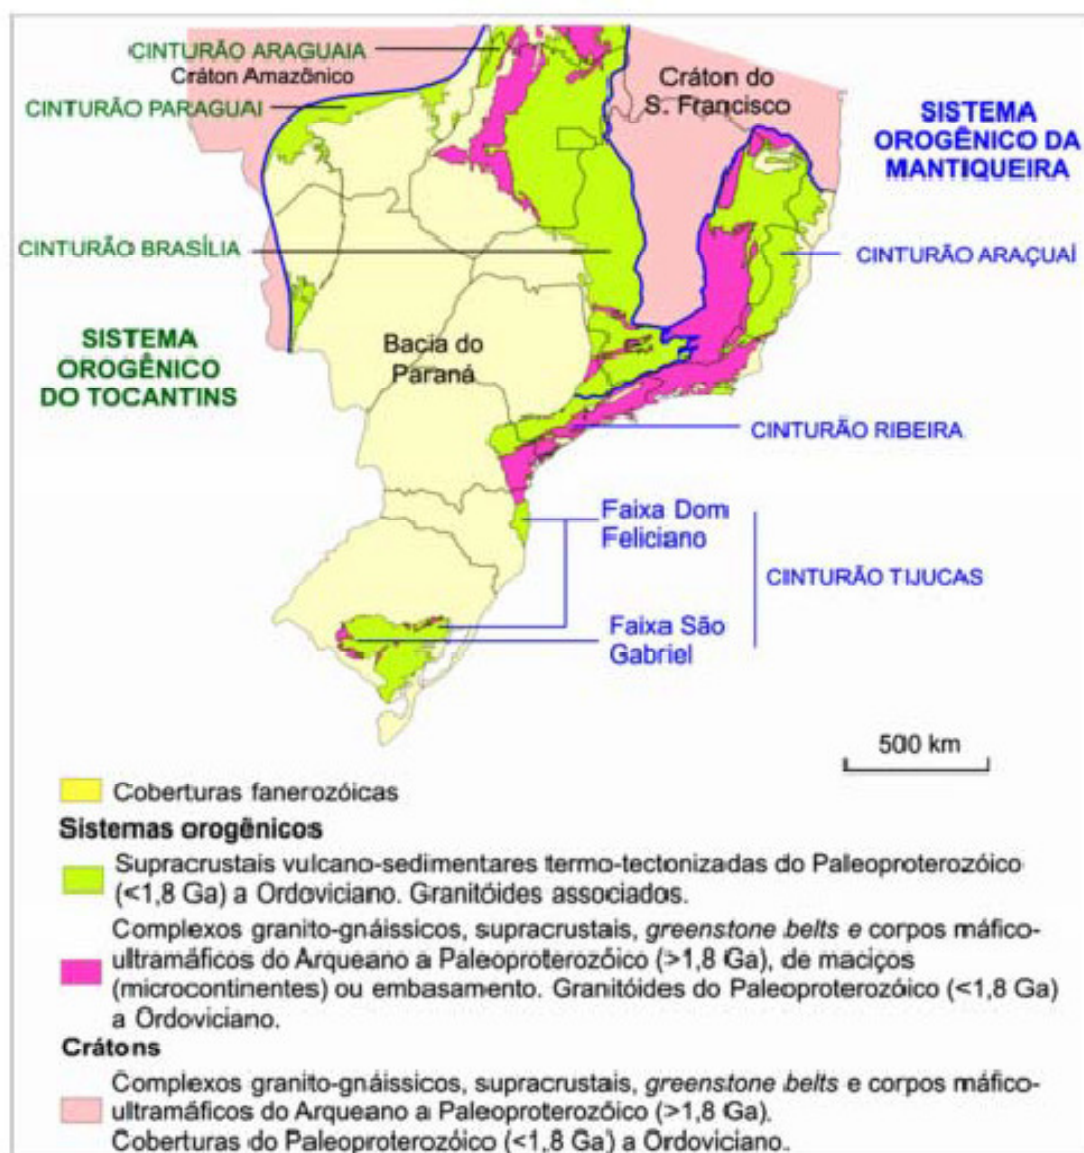 CINTURÃO ARAGUAIA
Cráton Amazônico
CINTURÃO PARAGUAI
Cráton do
S. Francisco
SISTEMA
OROGÊNICO DA
MANTIQUEIRA
CINTURÃO BRASÍLIA
CINTURÃO ARAÇUAÍ
SISTEMA
OROGÊNICO
DO TOCANTINS
Bacia do
Paraná
CINTURÃO RIBEIRA
Faixa Dom
Feliciano
CINTURÃO TIJUCAS
Faixa São
Gabriel
500 km
Coberturas fanerozóicas
Sistemas orogênicos
Supracrustais vulcano-sedimentares termo-tectonizadas do Paleoproterozóico
(<1,8 Ga) a Ordoviciano. Granitóides associados.
Complexos granito-gnáissicos, supracrustais, greenstone belts e corpos máfico-
ultramáficos do Arqueano a Paleoproterozóico (>1,8 Ga), de maciços
(microcontinentes) ou embasamento. Granitóides do Paleoproterozóico (<1,8 Ga)
a Ordoviciano.
Crátons
Complexos granito-gnáissicos, supracrustais, greenstone belts e corpos máfico-
ultramáficos do Arqueano a Paleoproterozóico (>1,8 Ga).
Coberturas do Paleoproterozóico (<1,8 Ga) a Ordoviciano.